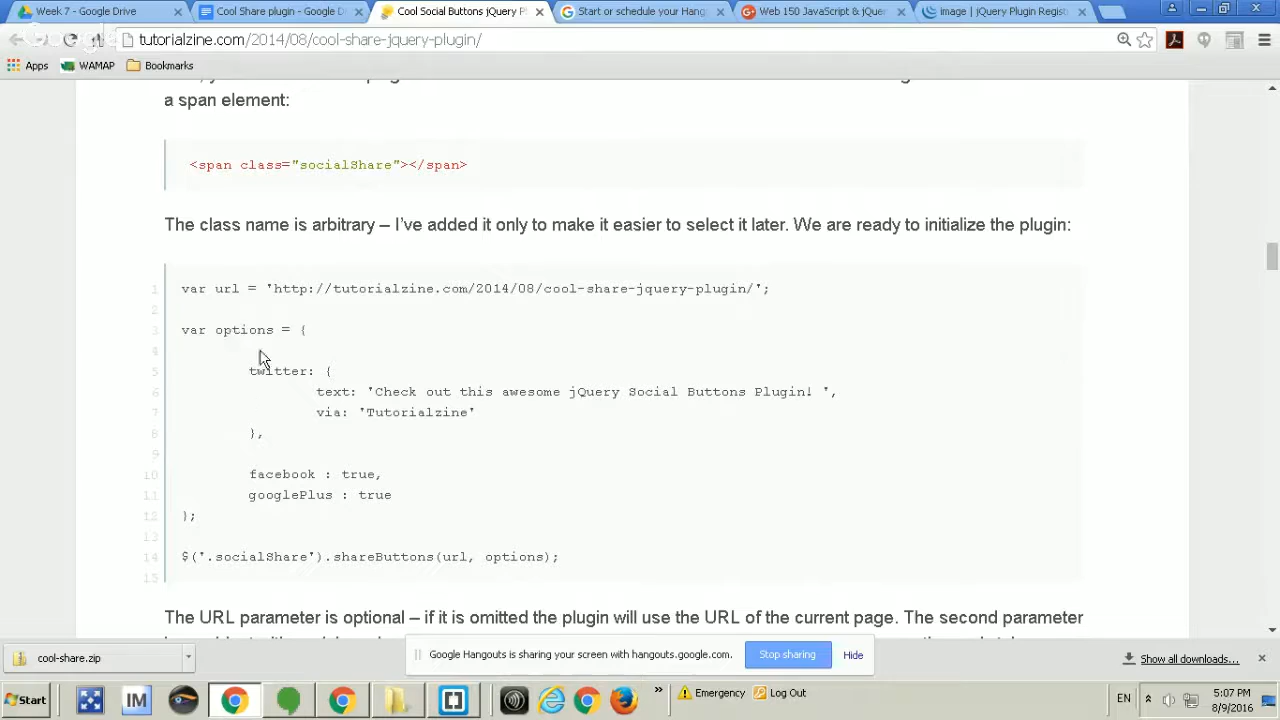 Week 7 - Google Drive
Cool Share plugin - Google D
Cool Social Buttons jQuery P
Start or schedule your Hang
Web 150 JavaScript & jQue
image | jQuery Plugin Regist
tutorialzine.com/2014/08/cool-share-jquery-plugin/
Apps
WAMAP
Bookmarks
a span element:
<span class="socialShare"></span>
The class name is arbitrary – I've added it only to make it easier to select it later. We are ready to initialize the plugin:
1 var url = 'http://tutorialzine.com/2014/08/cool-share-jquery-plugin/';
2
3 var options = {
4
5 twitter: {
6 text: 'Check out this awesome jQuery Social Buttons Plugin! ',
7 via: 'Tutorialzine'
8 },
9
10 facebook : true,
11 googlePlus : true
12 };
13
14 $('.socialShare').shareButtons(url, options);
15
The URL parameter is optional – if it is omitted the plugin will use the URL of the current page. The second parameter
Google Hangouts is sharing your screen with hangouts.google.com.
Stop sharing
Hide
cool-share.zip
Show all downloads...
Start
IM
Emergency
Log Out
EN
5:07 PM
8/9/2016